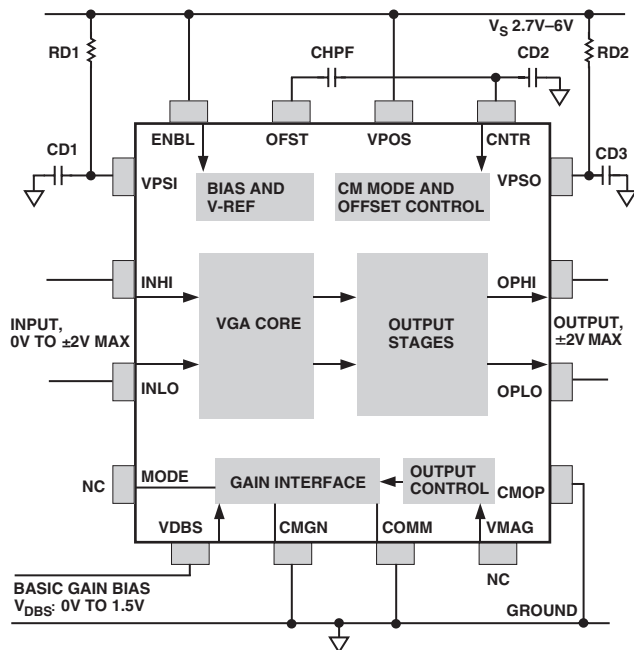 V_S 2.7V–6V
RD1
CHPF
CD2
RD2
ENBL
OFST
VPOS
CNTR
CD1
CD3
VPSI
BIAS AND
V-REF
CM MODE AND
OFFSET CONTROL
VPSO
INHI
OPHI
INPUT,
0V TO ±2V MAX
VGA CORE
OUTPUT
STAGES
OUTPUT,
±2V MAX
INLO
OPLO
NC
MODE
GAIN INTERFACE
OUTPUT
CONTROL
CMOP
VDBS
CMGN
COMM
VMAG
NC
BASIC GAIN BIAS
V_DBS: 0V TO 1.5V
GROUND